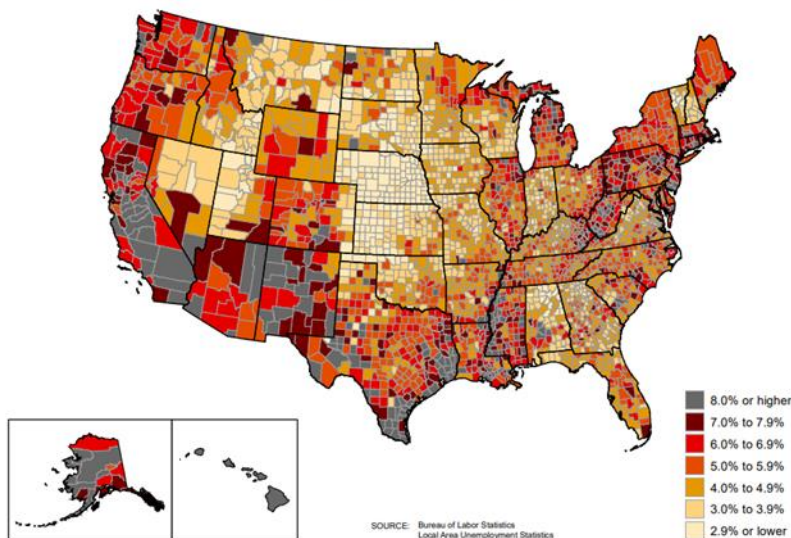 8.0% or higher
7.0% to 7.9%
6.0% to 6.9%
5.0% to 5.9%
4.0% to 4.9%
3.0% to 3.9%
2.9% or lower
SOURCE: Bureau of Labor Statistics
Local Area Unemployment Statistics